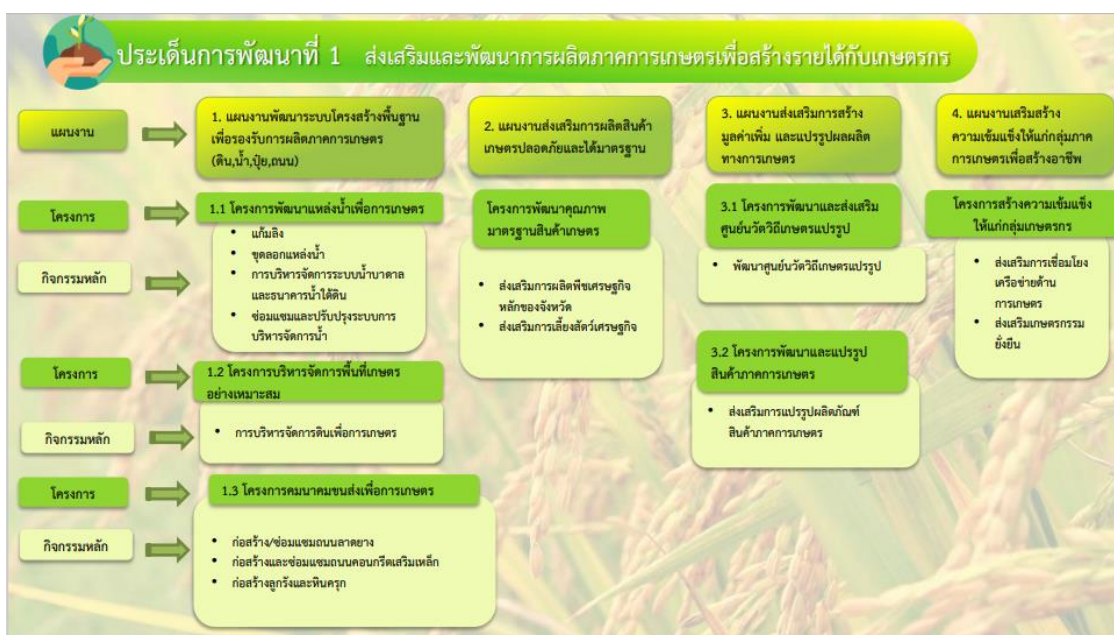 ประเด็นการพัฒนาที่ 1 ส่งเสริมและพัฒนาการผลิตภาคการเกษตรเพื่อสร้างรายได้กับเกษตรกร
แผนงาน
1. แผนงานพัฒนาระบบโครงสร้างพื้นฐาน
เพื่อรองรับการผลิตภาคการเกษตร
(ดิน,น้ำ,ปุ๋ย,ถนน)
2. แผนงานส่งเสริมการผลิตสินค้า
เกษตรปลอดภัยและได้มาตรฐาน
3. แผนงานส่งเสริมการสร้าง
มูลค่าเพิ่ม และแปรรูปผลผลิต
ทางการเกษตร
4. แผนงานเสริมสร้าง
ความเข้มแข็งให้แก่กลุ่มภาค
การเกษตรเพื่อสร้างอาชีพ
โครงการ
1.1 โครงการพัฒนาแหล่งน้ำเพื่อการเกษตร
โครงการพัฒนาคุณภาพ
มาตรฐานสินค้าเกษตร
3.1 โครงการพัฒนาและส่งเสริม
ศูนย์นวัตวิถีเกษตรแปรรูป
โครงการสร้างความเข้มแข็ง
ให้แก่กลุ่มเกษตรกร
กิจกรรมหลัก
• แก้มลิง
• ขุดลอกแหล่งน้ำ
• การบริหารจัดการระบบน้ำบาดาล
และธนาคารน้ำใต้ดิน
• ซ่อมแซมและปรับปรุงระบบการ
บริหารจัดการน้ำ
• ส่งเสริมการผลิตพืชเศรษฐกิจ
หลักของจังหวัด
• ส่งเสริมการเลี้ยงสัตว์เศรษฐกิจ
• พัฒนาศูนย์นวัตวิถีเกษตรแปรรูป
• ส่งเสริมการเชื่อมโยง
เครือข่ายด้าน
การเกษตร
• ส่งเสริมเกษตรกรรม
ยั่งยืน
โครงการ
1.2 โครงการบริหารจัดการพื้นที่เกษตร
อย่างเหมาะสม
3.2 โครงการพัฒนาและแปรรูป
สินค้าภาคการเกษตร
กิจกรรมหลัก
• การบริหารจัดการดินเพื่อการเกษตร
• ส่งเสริมการแปรรูปผลิตภัณฑ์
สินค้าภาคการเกษตร
โครงการ
1.3 โครงการคมนาคมขนส่งเพื่อการเกษตร
กิจกรรมหลัก
• ก่อสร้าง/ซ่อมแซมถนนลาดยาง
• ก่อสร้างและซ่อมแซมถนนคอนกรีตเสริมเหล็ก
• ก่อสร้างลูกรังและหินครุก